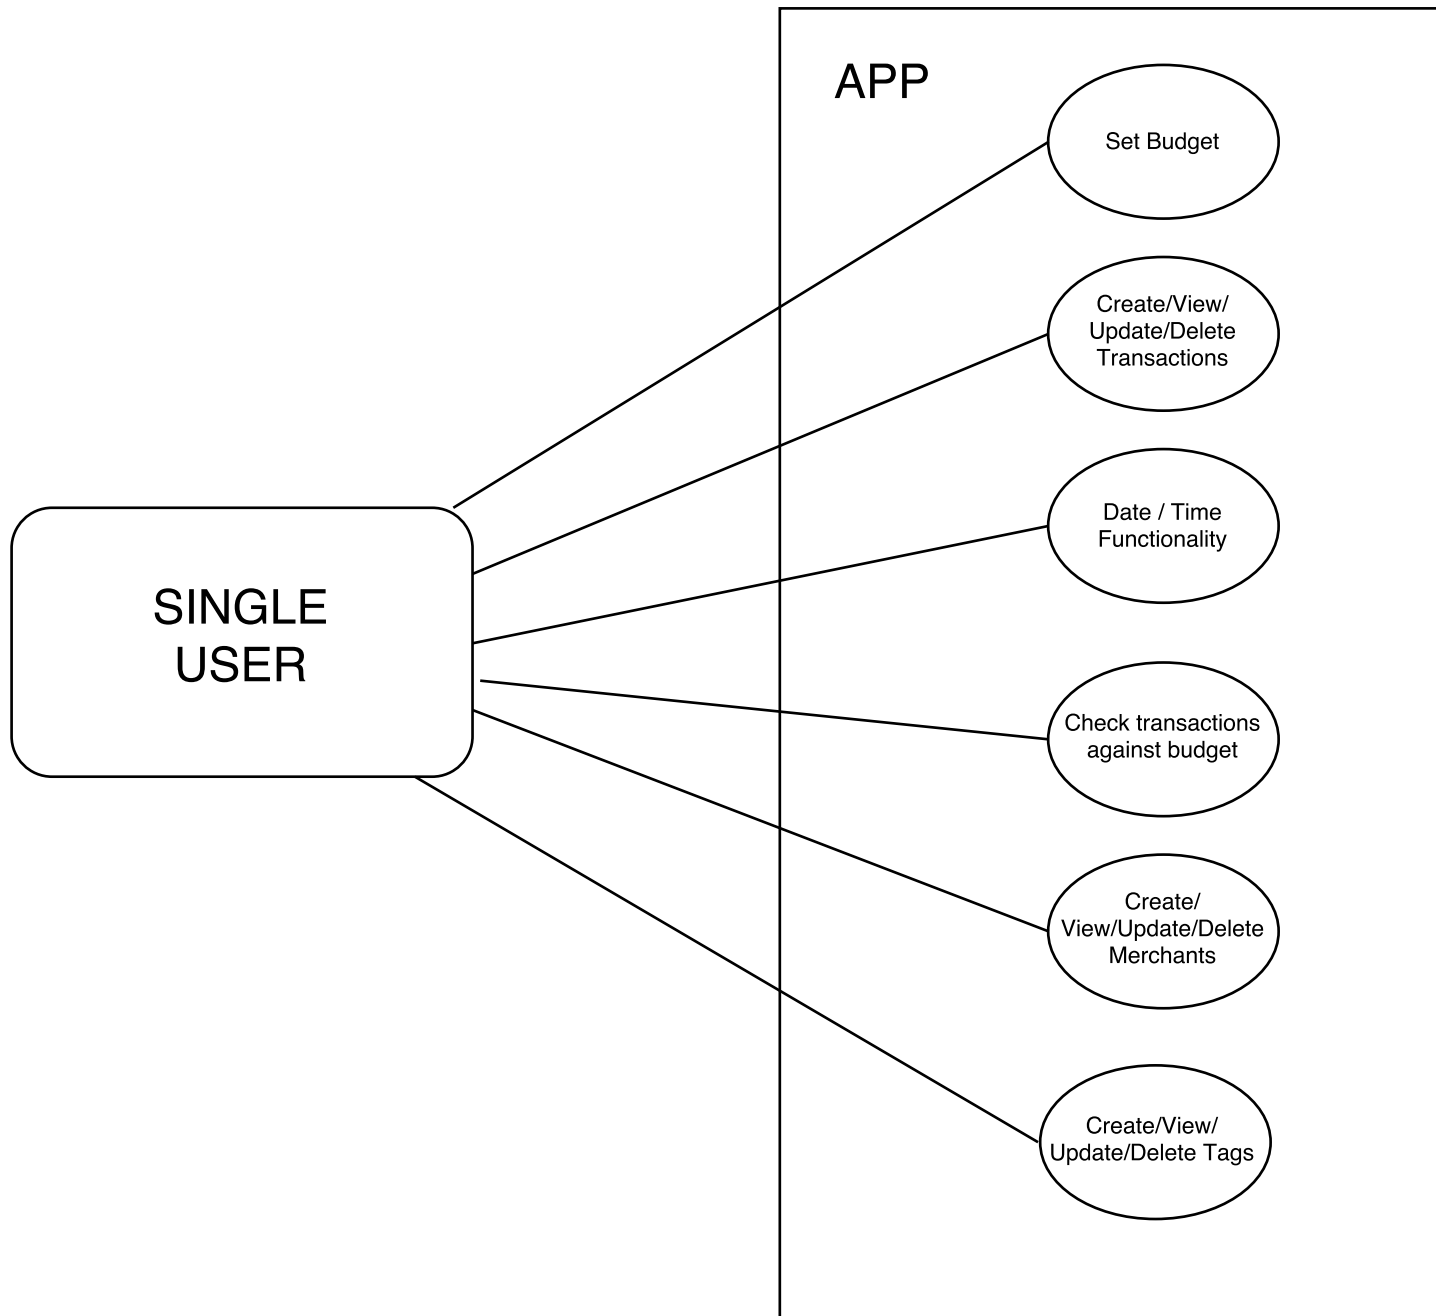 APP
Set Budget
Create/View/
Update/Delete
Transactions
Date / Time
Functionality
SINGLE
USER
Check transactions
against budget
Create/
View/Update/Delete
Merchants
Create/View/
Update/Delete Tags